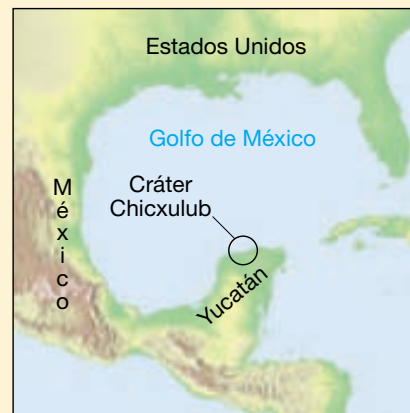 Estados Unidos
Golfo de México
Cráter
Chicxulub
México
Yucatán